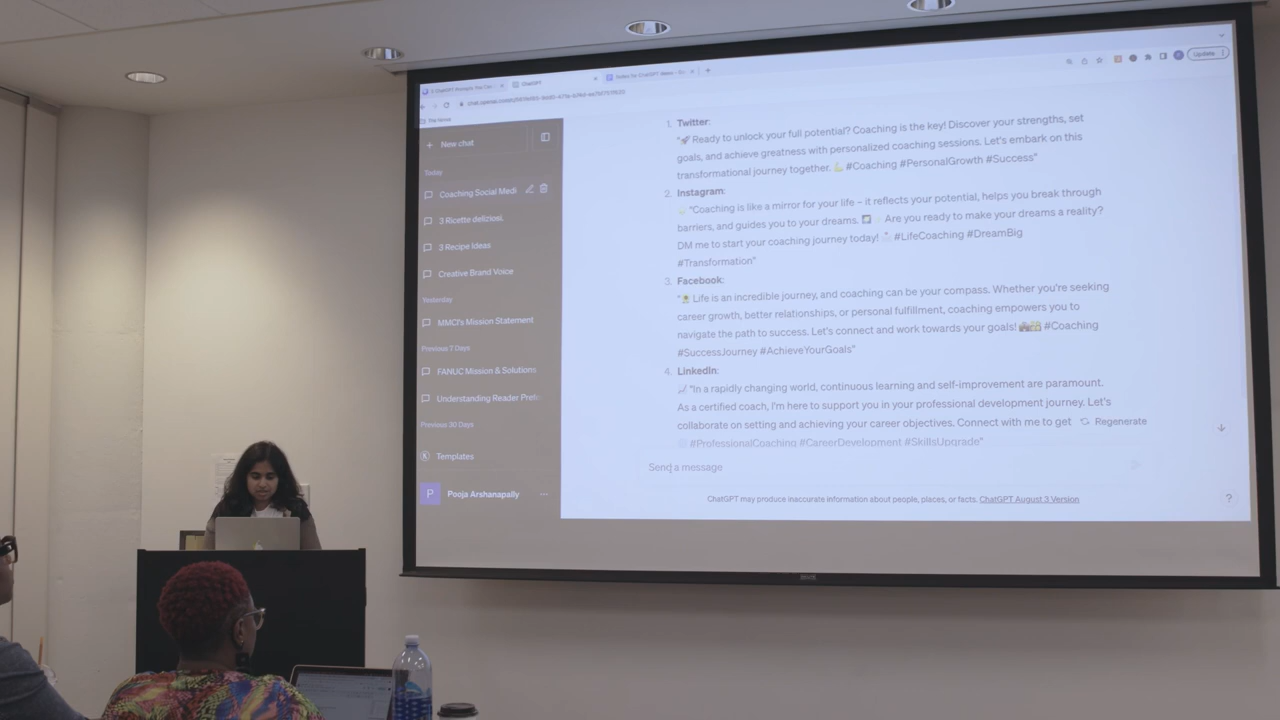 ChatGPT
Update
New chat
Today
Coaching Social Medi
3 Ricette deliziosi.
3 Recipe Ideas
Creative Brand Voice
Yesterday
MMCI's Mission Statement
Previous 7 Days
FANUC Mission & Solutions
Understanding Reader Prefe
Previous 30 Days
Templates
P Pooja Arshanapally
1. Twitter:
"🚀 Ready to unlock your full potential? Coaching is the key! Discover your strengths, set
goals, and achieve greatness with personalized coaching sessions. Let's embark on this
transformational journey together. 💪 #Coaching #PersonalGrowth #Success"
2. Instagram:
"Coaching is like a mirror for your life – it reflects your potential, helps you break through
barriers, and guides you to your dreams. Are you ready to make your dreams a reality?
DM me to start your coaching journey today! #LifeCoaching #DreamBig
#Transformation"
3. Facebook:
"Life is an incredible journey, and coaching can be your compass. Whether you're seeking
career growth, better relationships, or personal fulfillment, coaching empowers you to
navigate the path to success. Let's connect and work towards your goals! #Coaching
#SuccessJourney #AchieveYourGoals"
4. LinkedIn:
"In a rapidly changing world, continuous learning and self-improvement are paramount.
As a certified coach, I'm here to support you in your professional development journey. Let's
collaborate on setting and achieving your career objectives. Connect with me to get
Regenerate
#ProfessionalCoaching #CareerDevelopment #SkillsUpgrade"
Send a message
ChatGPT may produce inaccurate information about people, places, or facts. ChatGPT August 3 Version
?